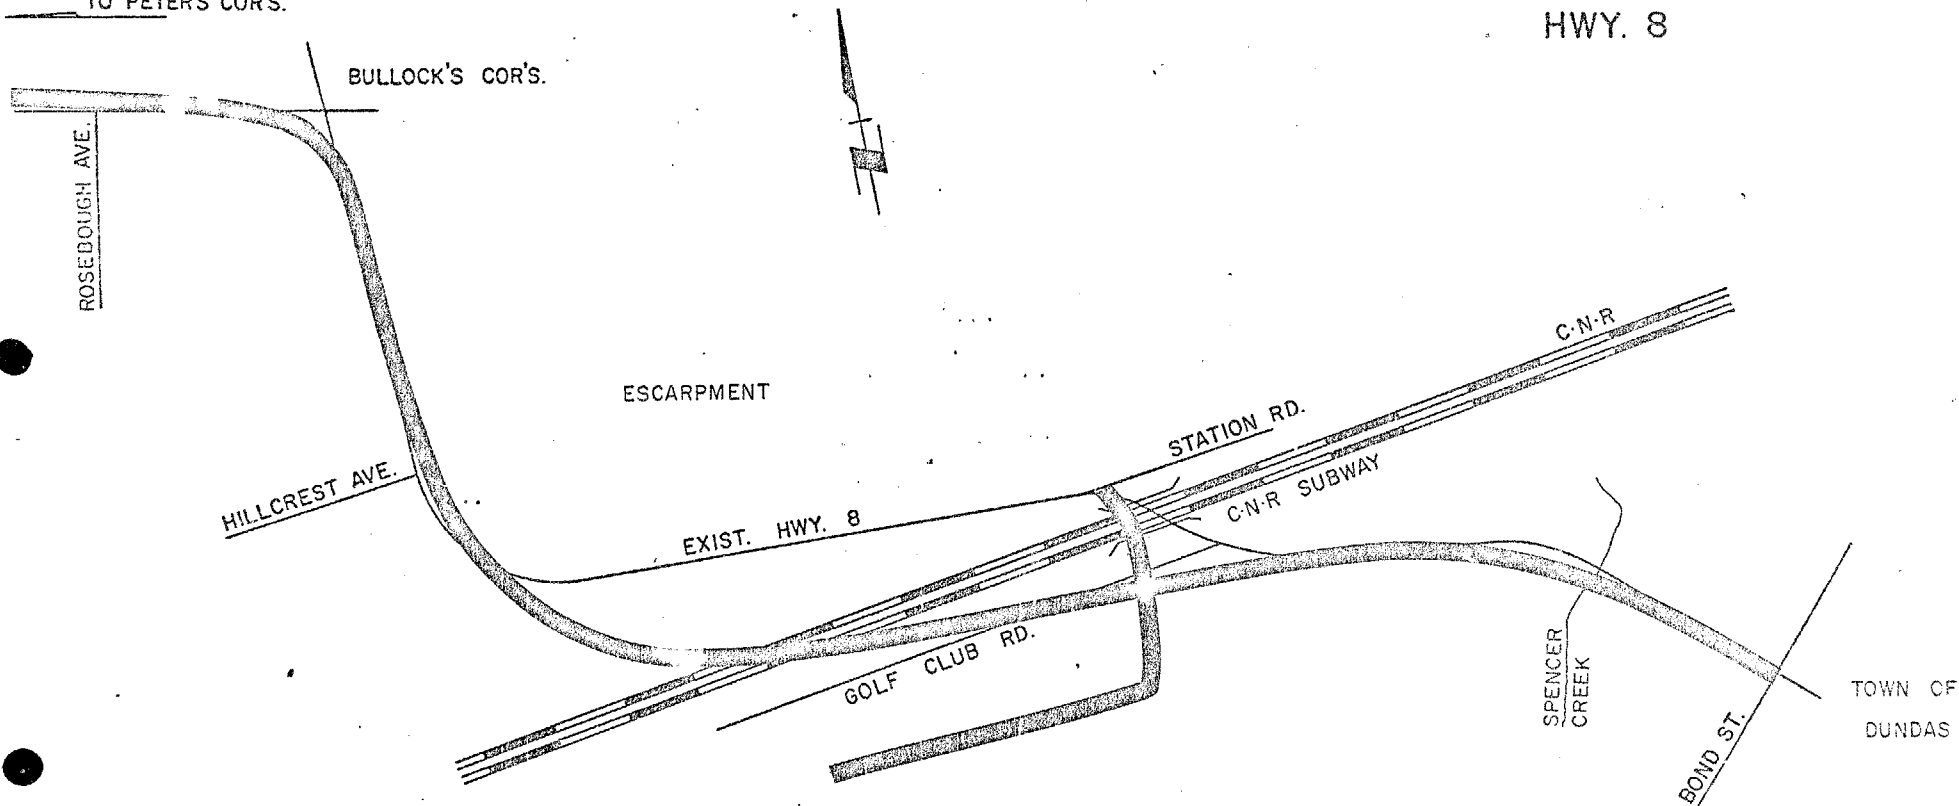 TO PETERS COR'S.
HWY. 8
BULLOCK'S COR'S.
ROSEBOUGH AVE.
C·N·R
ESCARPMENT
STATION RD.
C·N·R SUBWAY
HILLCREST AVE.
EXIST. HWY. 8
GOLF CLUB RD.
SPENCER
CREEK
TOWN OF
DUNDAS
BOND ST.